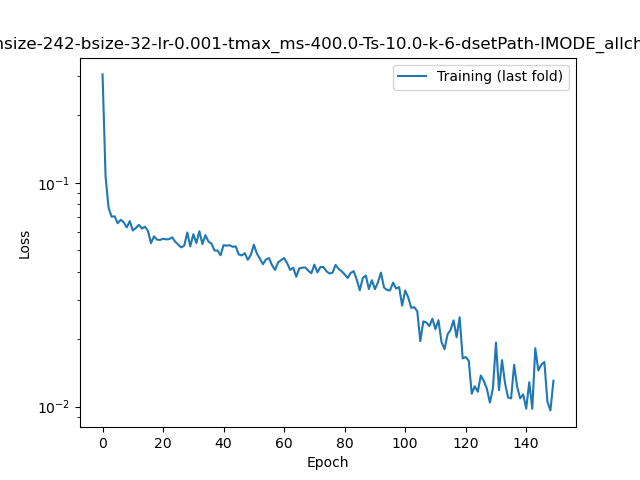 nsize-242-bsize-32-lr-0.001-tmax_ms-400.0-Ts-10.0-k-6-dsetPath-IMODE_allch
Training (last fold)
10⁻¹
Loss
10⁻²
0 20 40 60 80 100 120 140
Epoch